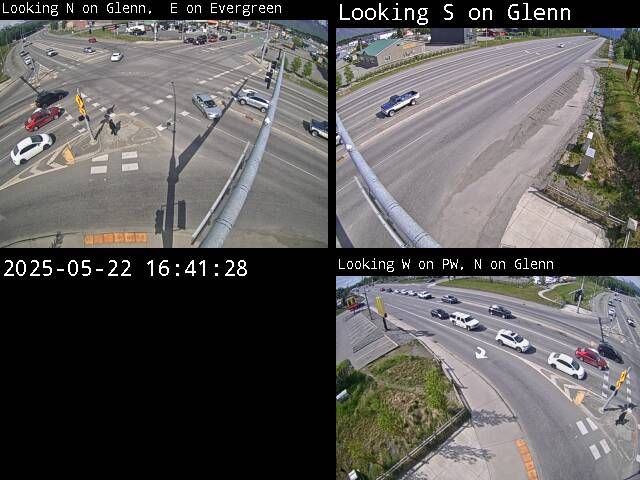 Looking N on Glenn, E on Evergreen
Looking S on Glenn
2025-05-22 16:41:28
Looking W on PW, N on Glenn